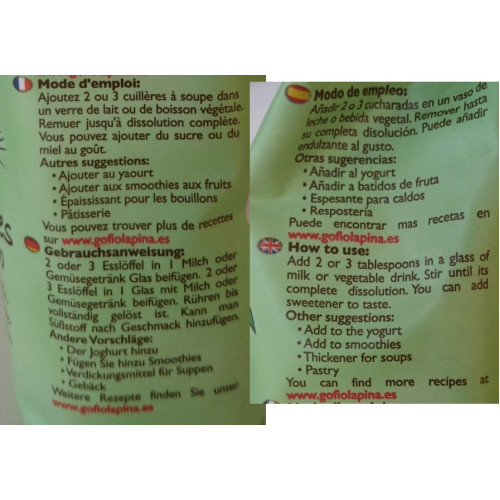 Mode d'emploi:
Ajoutez 2 ou 3 cuillères à soupe dans
un verre de lait ou de boisson végétale.
Remuer jusqu'à dissolution complète.
Vous pouvez ajouter du sucre ou du
miel au goût.
Autres suggestions:
• Ajouter au yaourt
• Ajouter aux smoothies aux fruits
• Épaississant pour les bouillons
• Pâtisserie
Vous pouvez trouver plus de recettes
sur www.gofiolapina.es
Gebrauchsanweisung:
2 oder 3 Esslöffel in 1 Milch oder
Gemüsegetränk Glas beifügen. 2 oder
3 Esslöffel in 1 Glas mit Milch oder
Gemüsegetränk geben. Rühren bis
vollständig gelöst ist. Kann man
Süßstoff nach Geschmack hinzufügen.
Andere Vorschläge:
• Der Joghurt hinzu
• Fügen Sie hinzu Smoothies
• Verdickungsmittel für Suppen
• Gebäck
Weitere Rezepte finden Sie unter
www.gofiolapina.es
Modo de empleo:
Añadir 2 o 3 cucharadas en un vaso de
leche o bebida vegetal. Remover hasta
su completa disolución. Puede añadir
endulzante al gusto.
Otras sugerencias:
• Añadir al yogurt
• Añadir a batidos de fruta
• Espesante para caldos
• Respostería
Puede encontrar mas recetas en
www.gofiolapina.es
How to use:
Add 2 or 3 tablespoons in a glass of
milk or vegetable drink. Stir until its
complete dissolution. You can add
sweetener to taste.
Other suggestions:
• Add to the yogurt
• Add to smoothies
• Thickener for soups
• Pastry
You can find more recipes at
www.gofiolapina.es